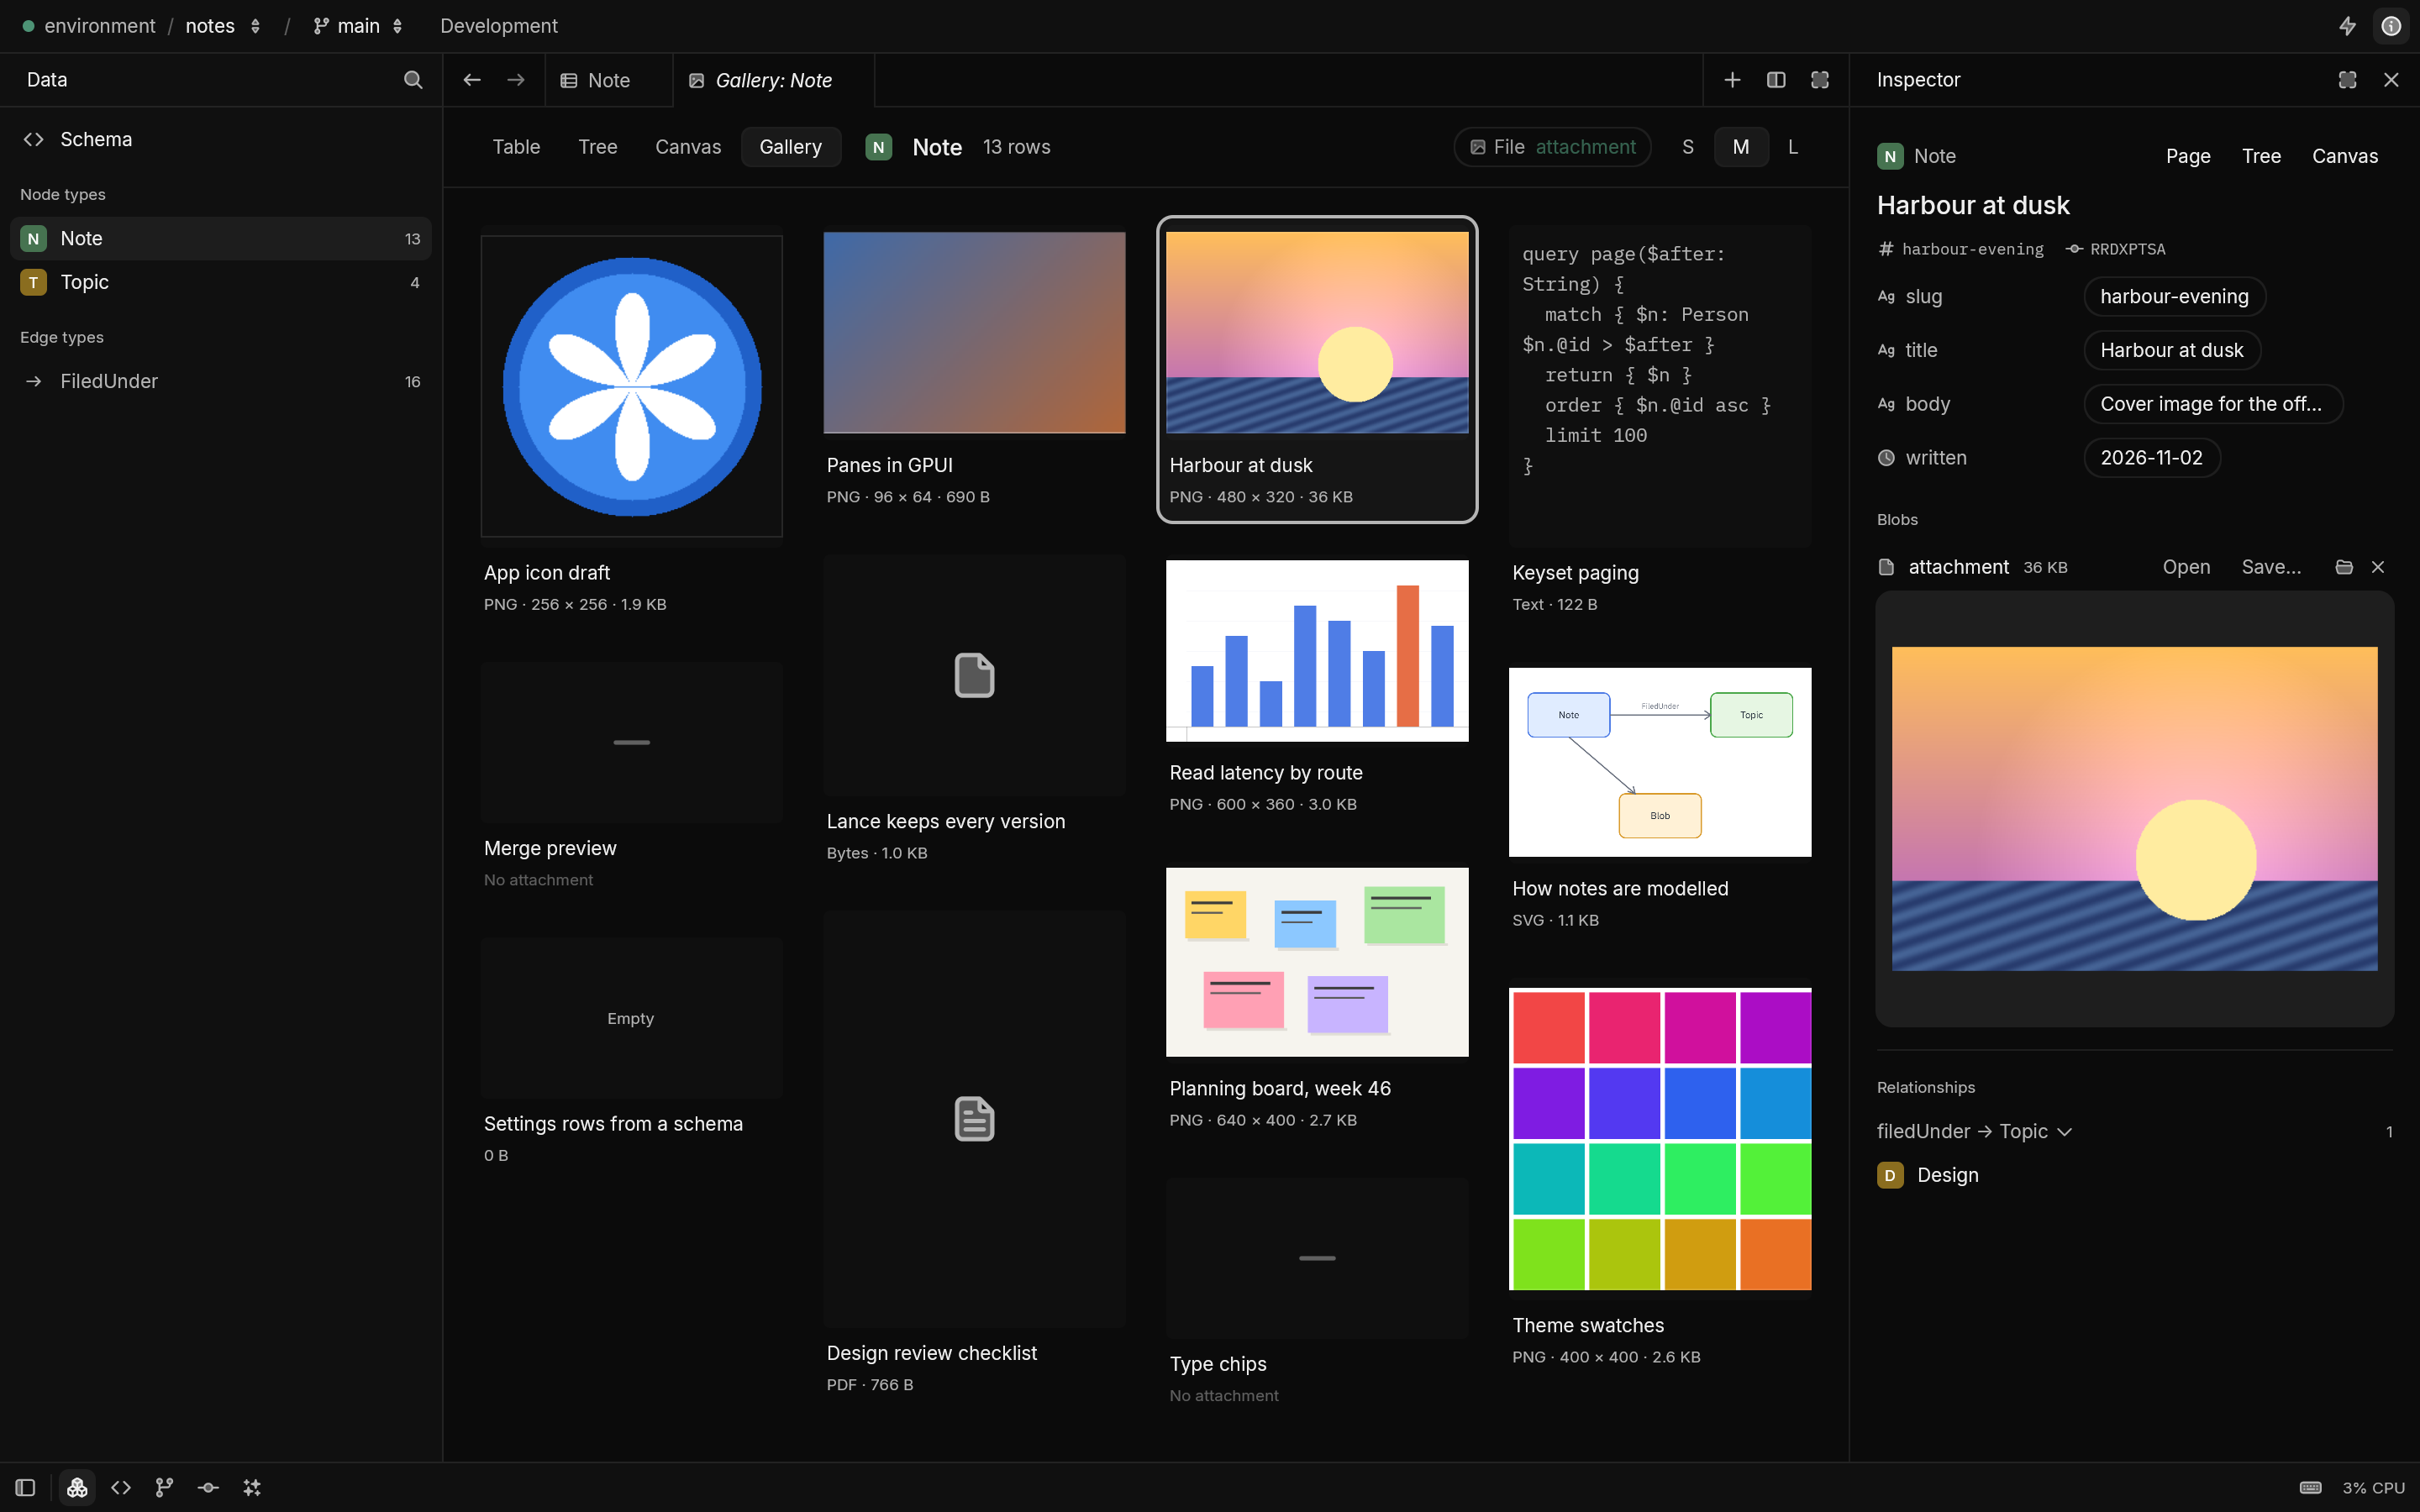 environment / notes / main Development
Data
Schema
Node types
N Note 13
T Topic 4
Edge types
FiledUnder 16
Note
Gallery: Note
Table Tree Canvas Gallery N Note 13 rows
File attachment S M L
App icon draft
PNG · 256 × 256 · 1.9 KB
Merge preview
No attachment
Empty
Settings rows from a schema
0 B
Panes in GPUI
PNG · 96 × 64 · 690 B
Lance keeps every version
Bytes · 1.0 KB
Design review checklist
PDF · 766 B
Harbour at dusk
PNG · 480 × 320 · 36 KB
Read latency by route
PNG · 600 × 360 · 3.0 KB
Planning board, week 46
PNG · 640 × 400 · 2.7 KB
Type chips
No attachment
query page($after:
String) {
match { $n: Person
$n.@id > $after }
return { $n }
order { $n.@id asc }
limit 100
}
Keyset paging
Text · 122 B
Note FiledUnder Topic
Blob
How notes are modelled
SVG · 1.1 KB
Theme swatches
PNG · 400 × 400 · 2.6 KB
Inspector
N Note Page Tree Canvas
Harbour at dusk
# harbour-evening RRDXPTSA
Ag slug harbour-evening
Ag title Harbour at dusk
Ag body Cover image for the off...
written 2026-11-02
Blobs
attachment 36 KB Open Save...
Relationships
filedUnder → Topic 1
D Design
3% CPU